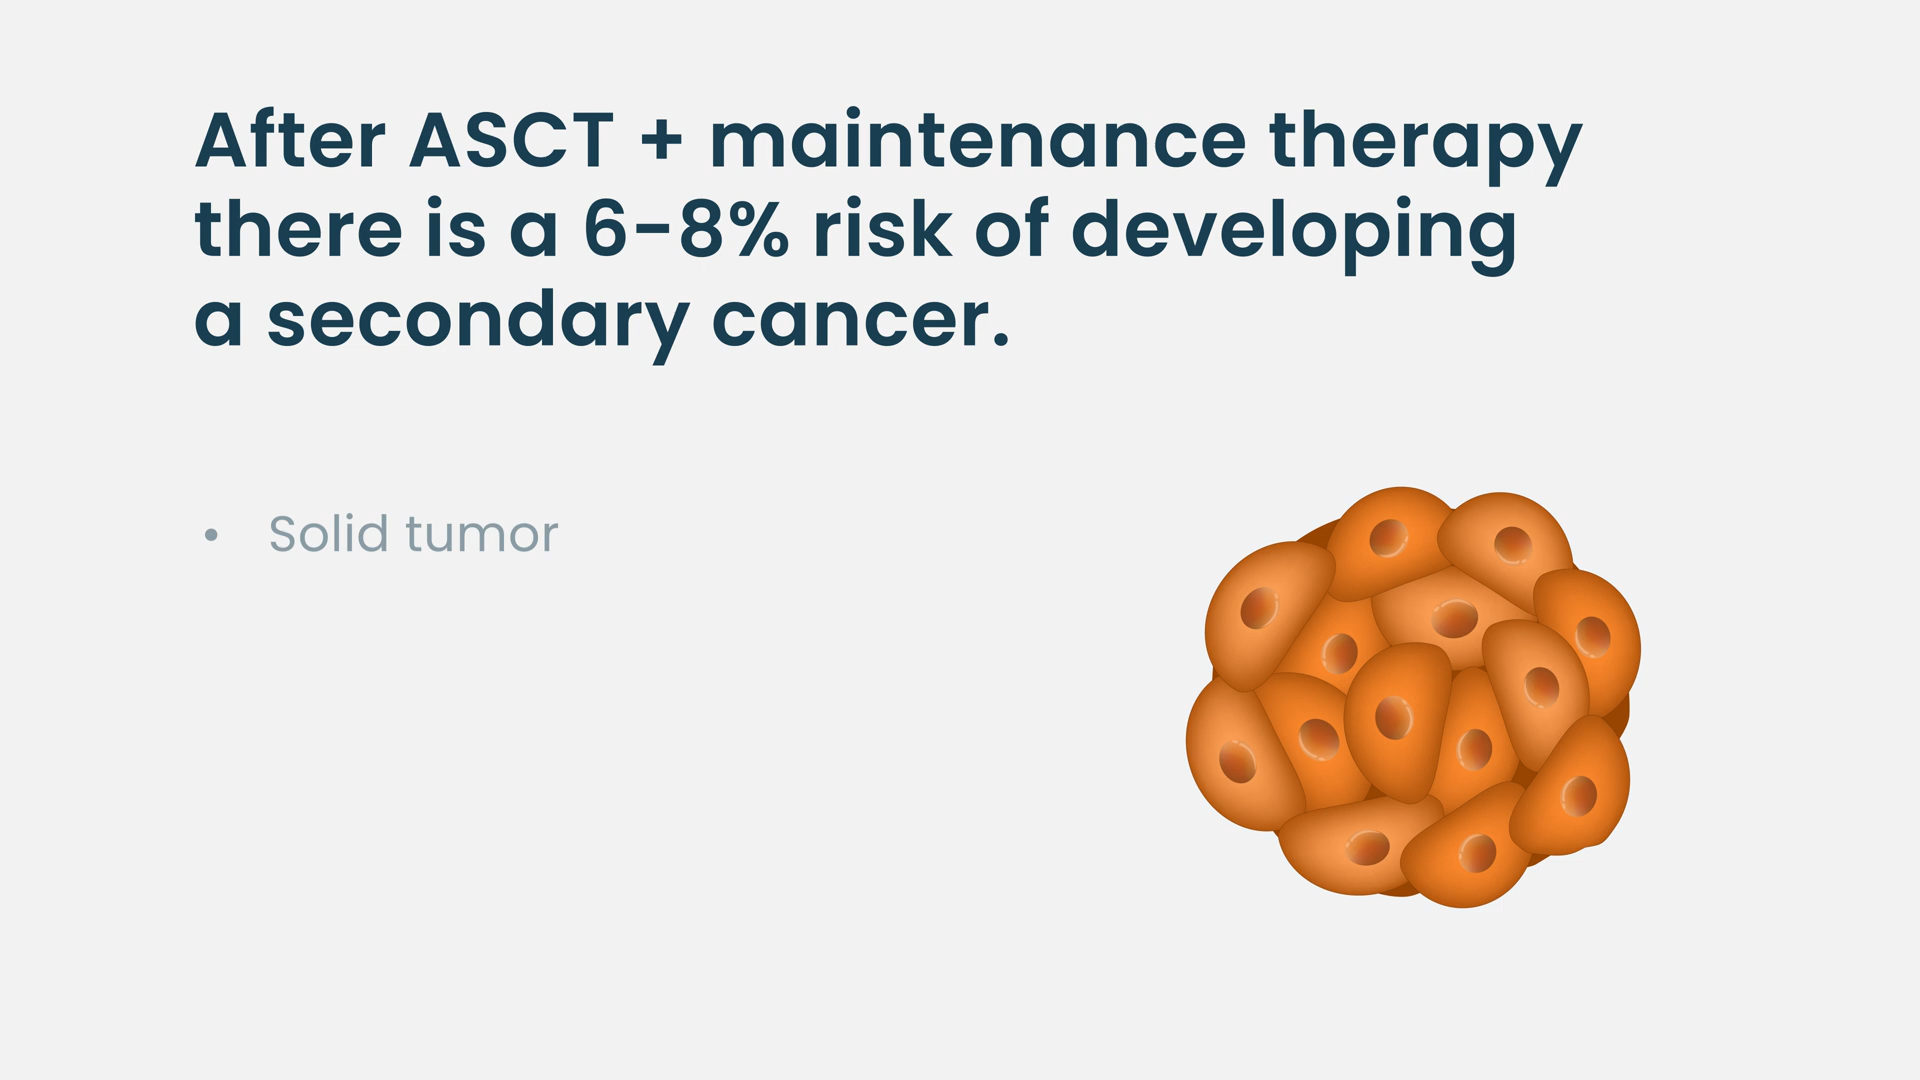 After ASCT + maintenance therapy
there is a 6-8% risk of developing
a secondary cancer.
• Solid tumor